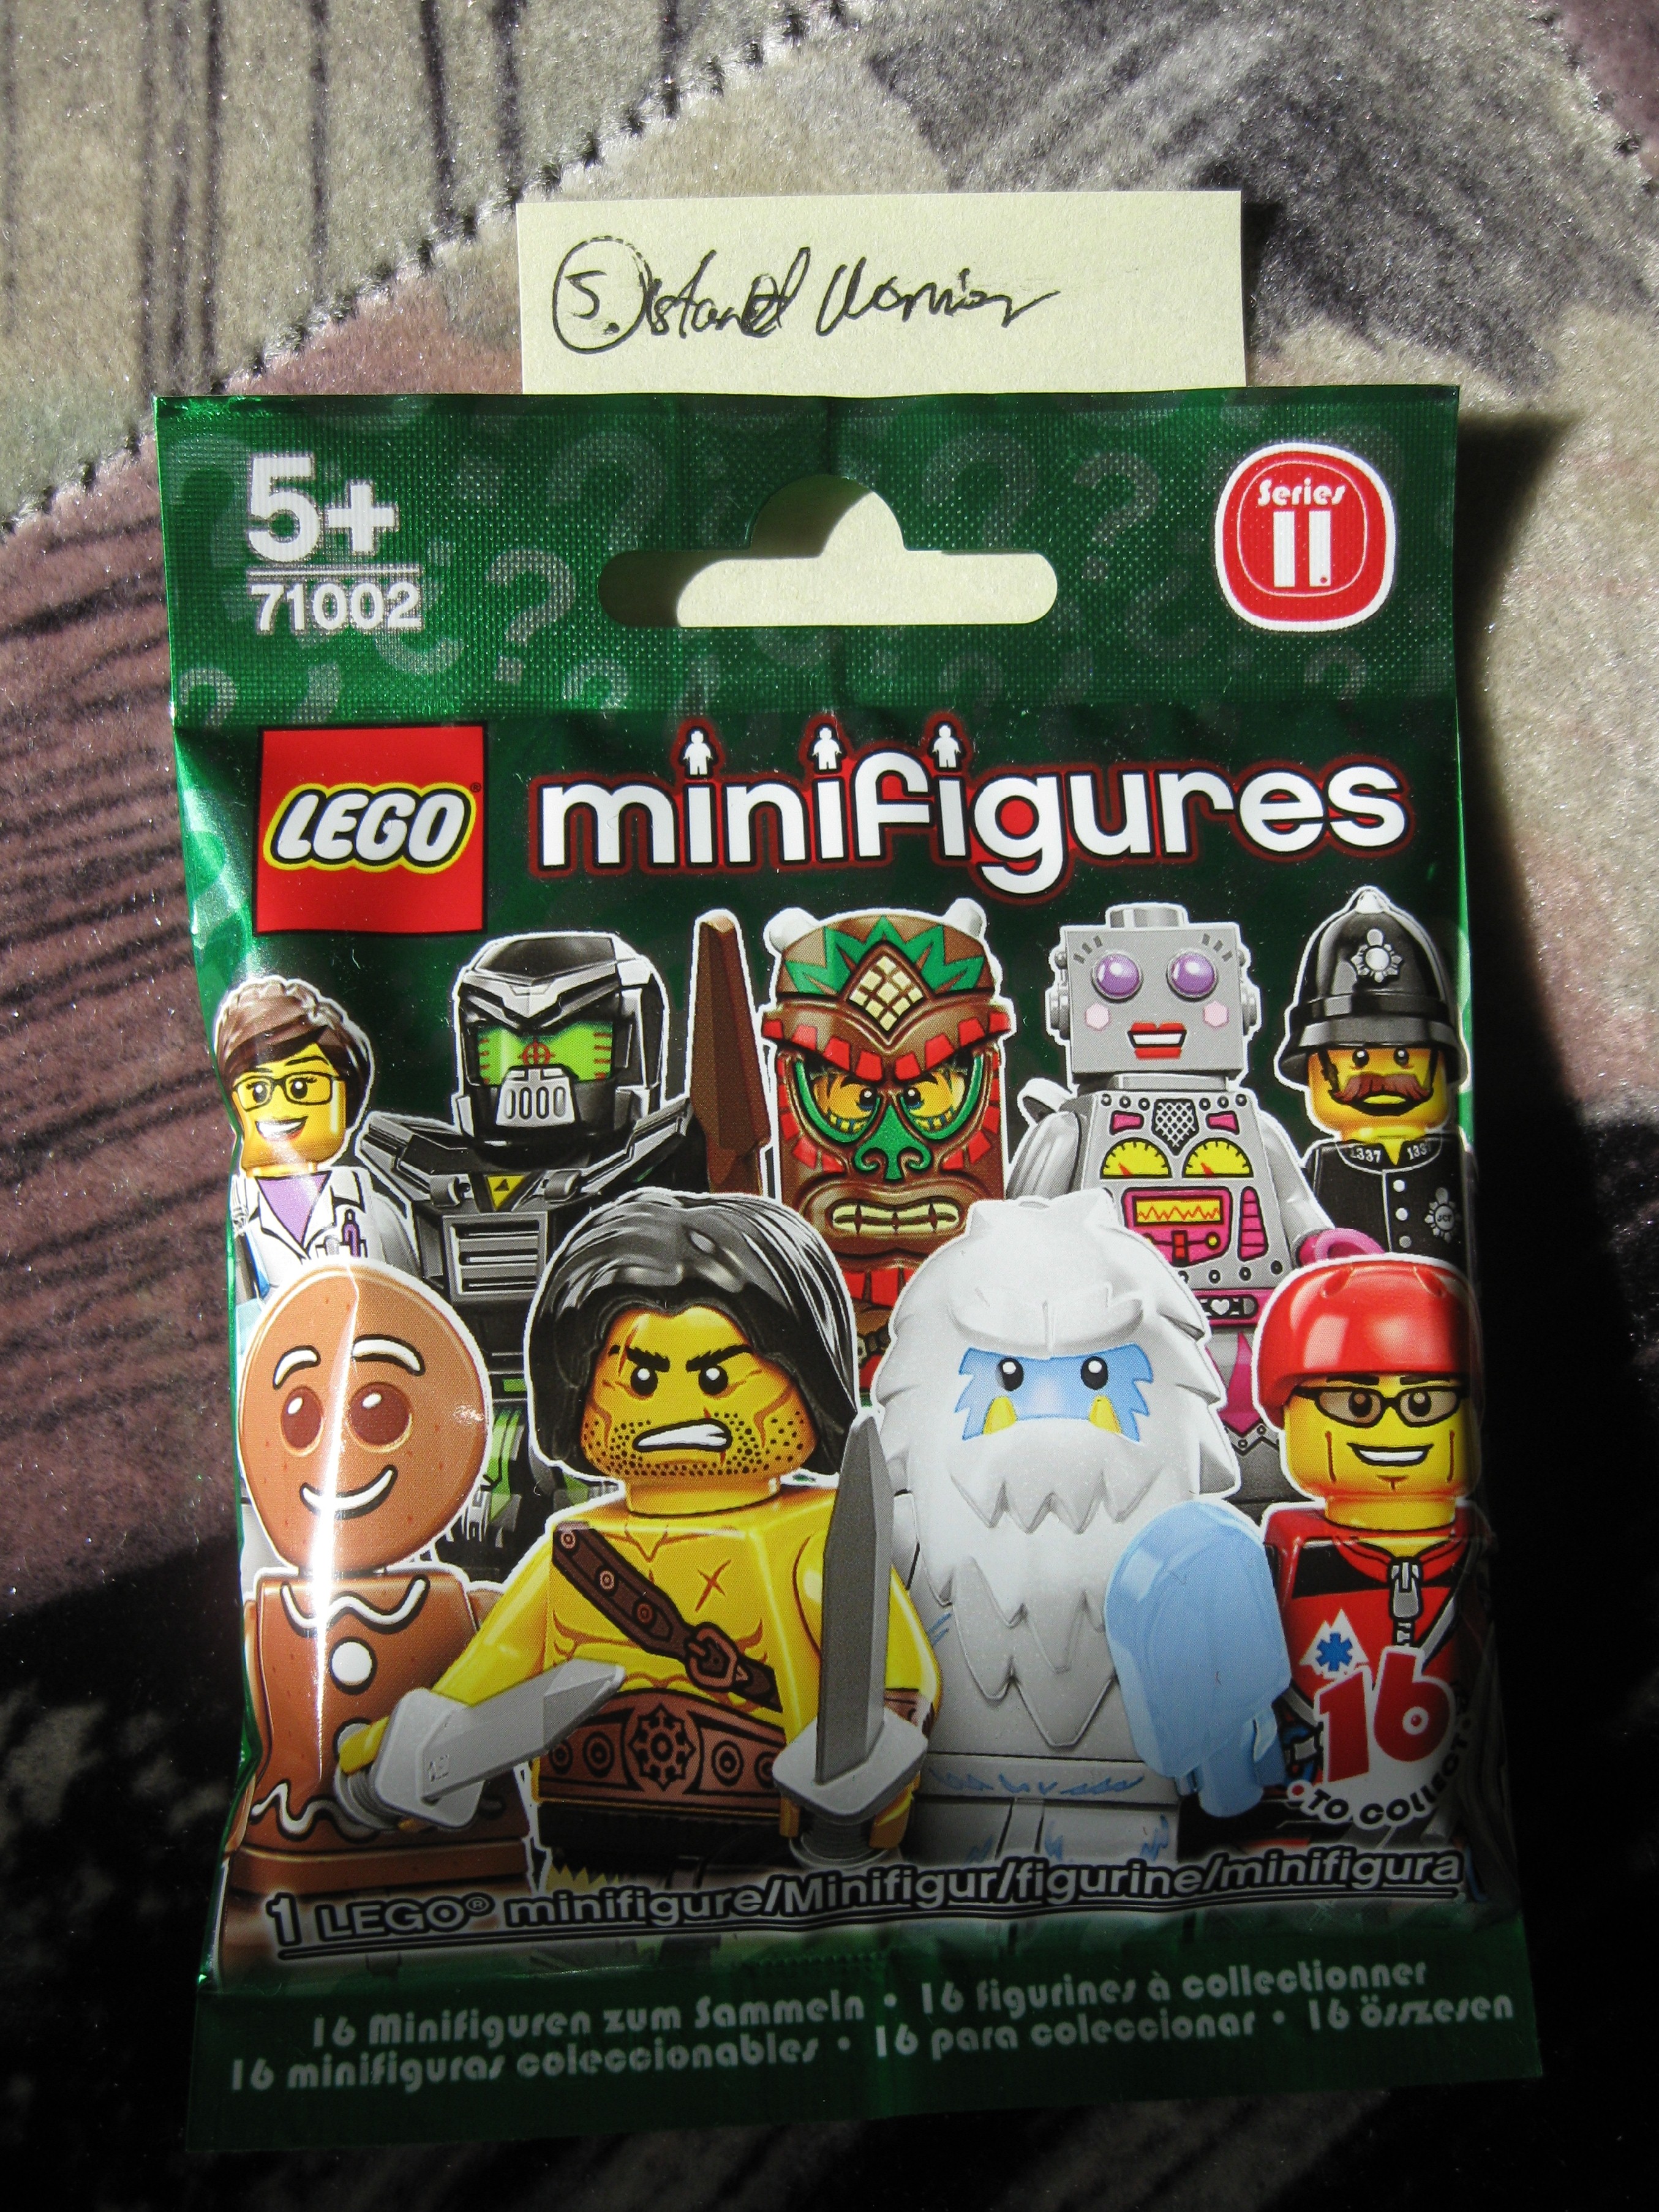 5. Island Warrior
5+
71002
Series
11.
LEGO®
minifigures
1337
16
TO COLLECT
1 LEGO® minifigure/Minifigur/figurine/minifigura
16 Minifiguren zum Sammeln • 16 figurines à collectionner
16 minifiguras coleccionables • 16 para coleccionar • 16 összesen